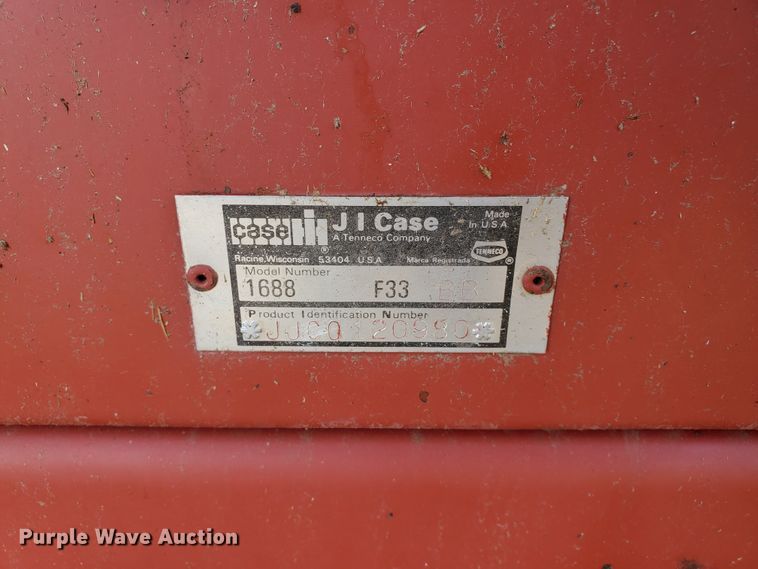 case IH
J I Case
A Tenneco Company
Made
In U.S.A
TENNECO
®
Racine, Wisconsin 53404 U.S.A Marca Registrada ®
Model Number
1688 F33
Product Identification Number
Purple Wave Auction